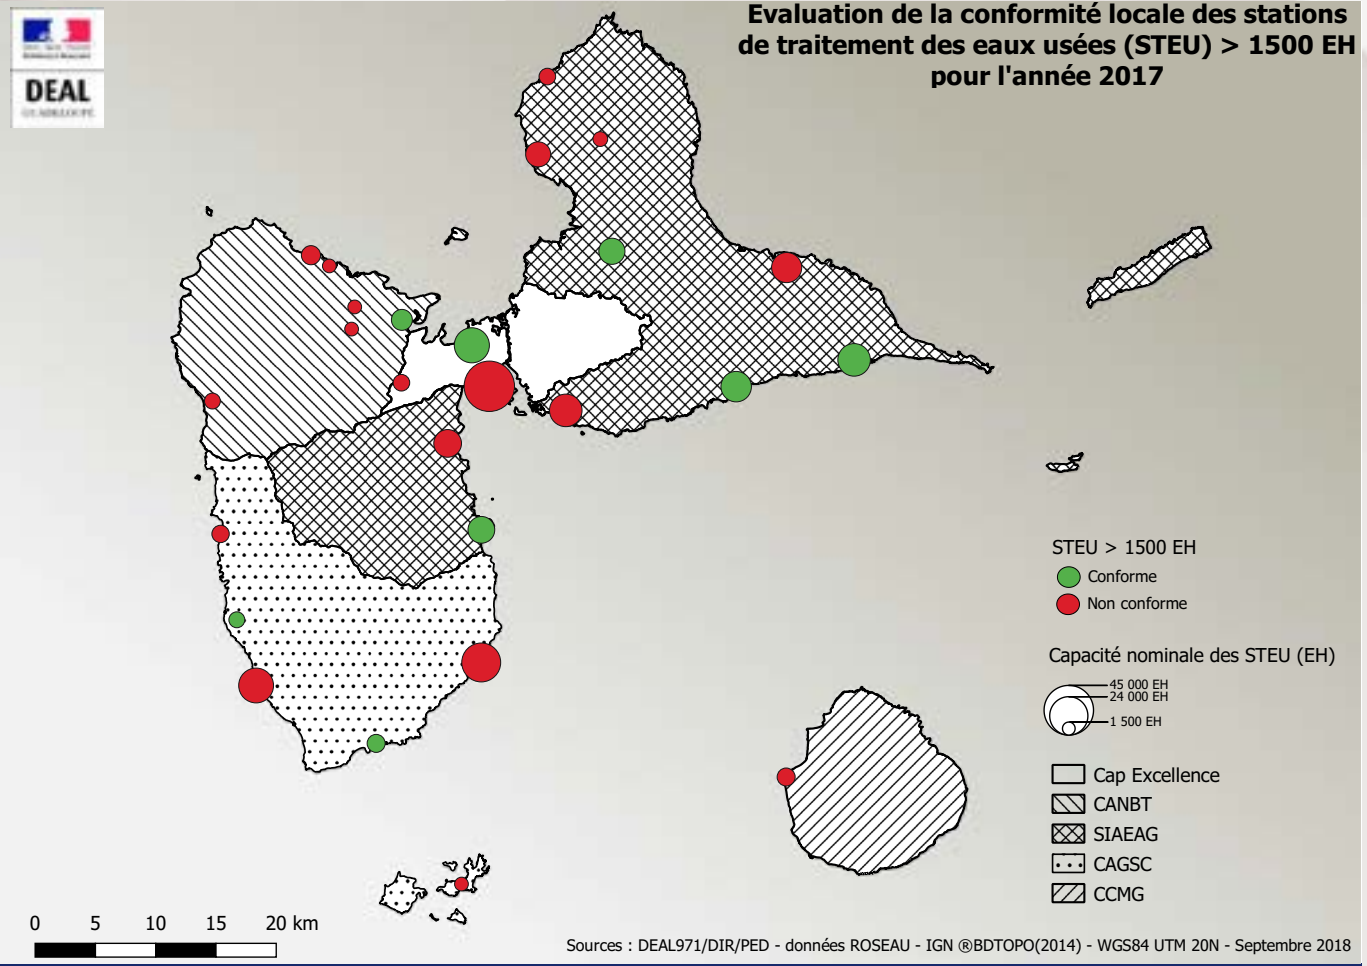 Evaluation de la conformité locale des stations
de traitement des eaux usées (STEU) > 1500 EH
pour l'année 2017
DEAL
GUADELOUPE
STEU > 1500 EH
Conforme
Non conforme
Capacité nominale des STEU (EH)
45 000 EH
24 000 EH
1 500 EH
Cap Excellence
CANBT
SIAEAG
CAGSC
CCMG
0 5 10 15 20 km
Sources : DEAL971/DIR/PED - données ROSEAU - IGN ®BDTOPO(2014) - WGS84 UTM 20N - Septembre 2018